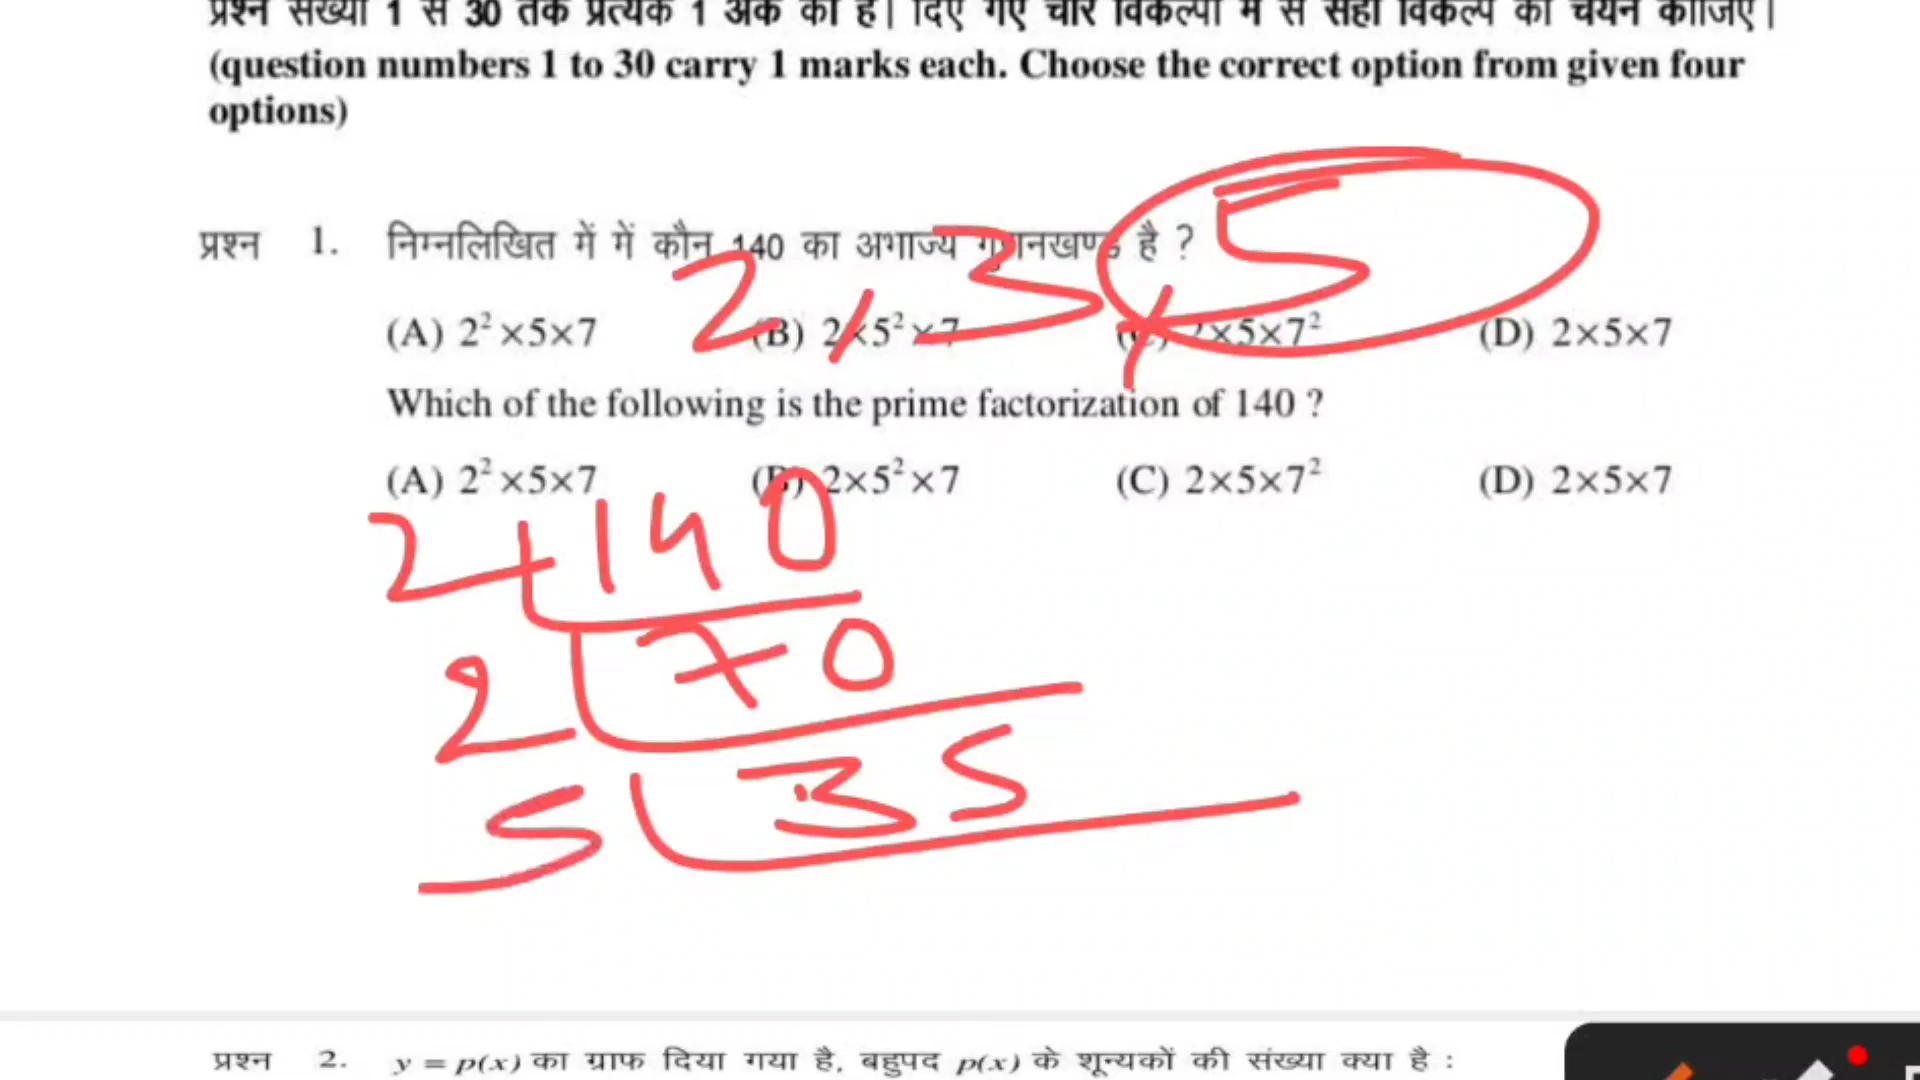 प्रश्न संख्या 1 से 30 तक प्रत्येक 1 अंक का है। दिए गए चार विकल्पों में से सही विकल्प का चयन कीजिए।
(question numbers 1 to 30 carry 1 marks each. Choose the correct option from given four
options)
प्रश्न 1. निम्नलिखित में में कौन 140 का अभाज्य गुणनखण्ड है ?
2, 3, 5
(A) 2²×5×7 (B) 2×5²×7 (C) 2×5×7² (D) 2×5×7
Which of the following is the prime factorization of 140 ?
(A) 2²×5×7 (B) 2×5²×7 (C) 2×5×7² (D) 2×5×7
2 140
2 70
5 35
प्रश्न 2. y = p(x) का ग्राफ दिया गया है, बहुपद p(x) के शून्यकों की संख्या क्या है :